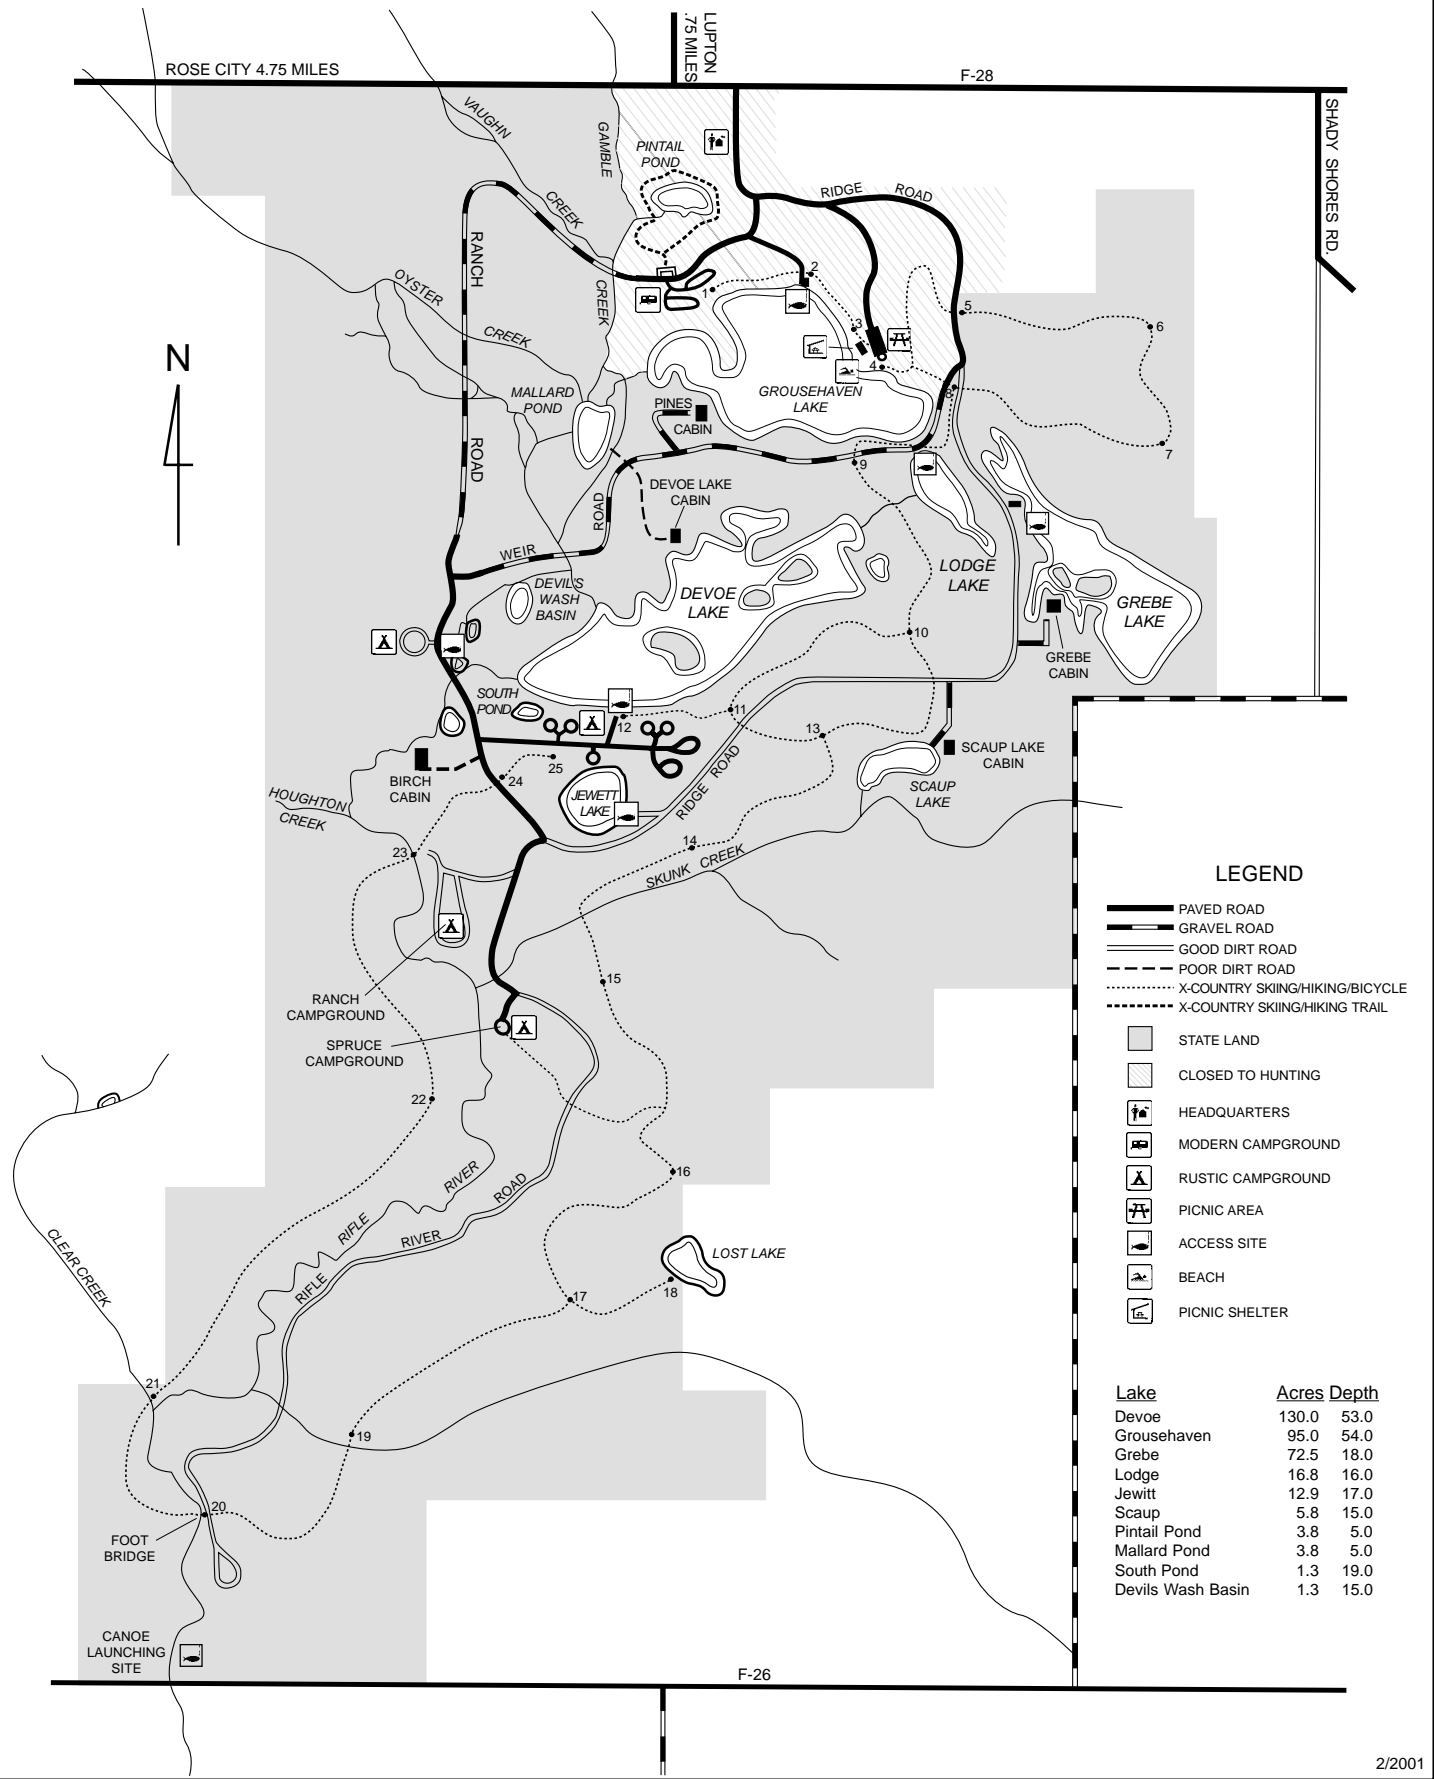 LUPTON
.75 MILES
ROSE CITY 4.75 MILES
F-28
SHADY SHORES RD.
VAUGHN
CREEK
GAMBLE
CREEK
PINTAIL
POND
RIDGE ROAD
RANCH
ROAD
OYSTER
CREEK
N
1
2
3
4
5
6
7
8
9
GROUSEHAVEN
LAKE
MALLARD
POND
PINES
CABIN
DEVOE LAKE
CABIN
WEIR
ROAD
DEVIL'S
WASH
BASIN
DEVOE
LAKE
LODGE
LAKE
GREBE
LAKE
GREBE
CABIN
10
11
12
13
SOUTH
POND
SCAUP LAKE
CABIN
SCAUP
LAKE
BIRCH
CABIN
25
24
JEWETT
LAKE
RIDGE ROAD
HOUGHTON
CREEK
23
14
SKUNK CREEK
15
RANCH
CAMPGROUND
SPRUCE
CAMPGROUND
22
16
RIFLE
RIVER
RIFLE
RIVER
ROAD
LOST LAKE
17
18
CLEAR CREEK
21
19
20
FOOT
BRIDGE
CANOE
LAUNCHING
SITE
F-26
LEGEND
PAVED ROAD
GRAVEL ROAD
GOOD DIRT ROAD
POOR DIRT ROAD
X-COUNTRY SKIING/HIKING/BICYCLE
X-COUNTRY SKIING/HIKING TRAIL
STATE LAND
CLOSED TO HUNTING
HEADQUARTERS
MODERN CAMPGROUND
RUSTIC CAMPGROUND
PICNIC AREA
ACCESS SITE
BEACH
PICNIC SHELTER
Lake Acres Depth
Devoe 130.0 53.0
Grousehaven 95.0 54.0
Grebe 72.5 18.0
Lodge 16.8 16.0
Jewitt 12.9 17.0
Scaup 5.8 15.0
Pintail Pond 3.8 5.0
Mallard Pond 3.8 5.0
South Pond 1.3 19.0
Devils Wash Basin 1.3 15.0
2/2001